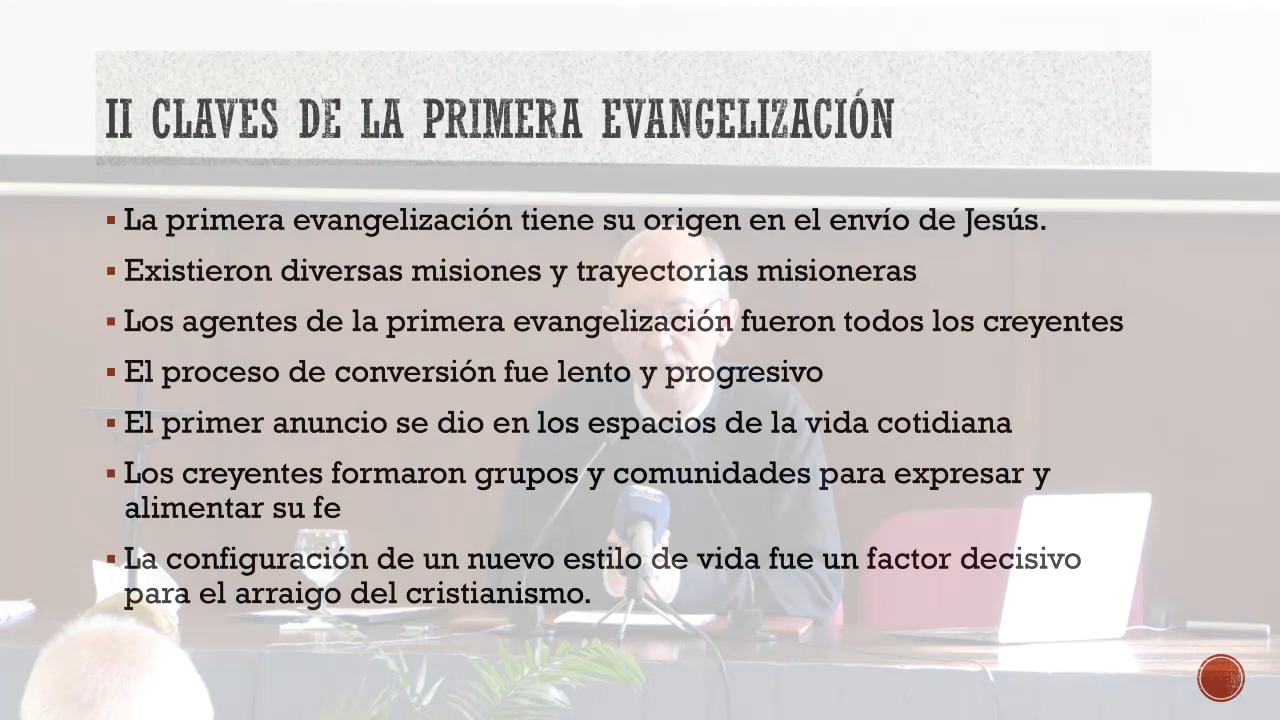 II CLAVES DE LA PRIMERA EVANGELIZACIÓN
▪ La primera evangelización tiene su origen en el envío de Jesús.
▪ Existieron diversas misiones y trayectorias misioneras
▪ Los agentes de la primera evangelización fueron todos los creyentes
▪ El proceso de conversión fue lento y progresivo
▪ El primer anuncio se dio en los espacios de la vida cotidiana
▪ Los creyentes formaron grupos y comunidades para expresar y
alimentar su fe
▪ La configuración de un nuevo estilo de vida fue un factor decisivo
para el arraigo del cristianismo.